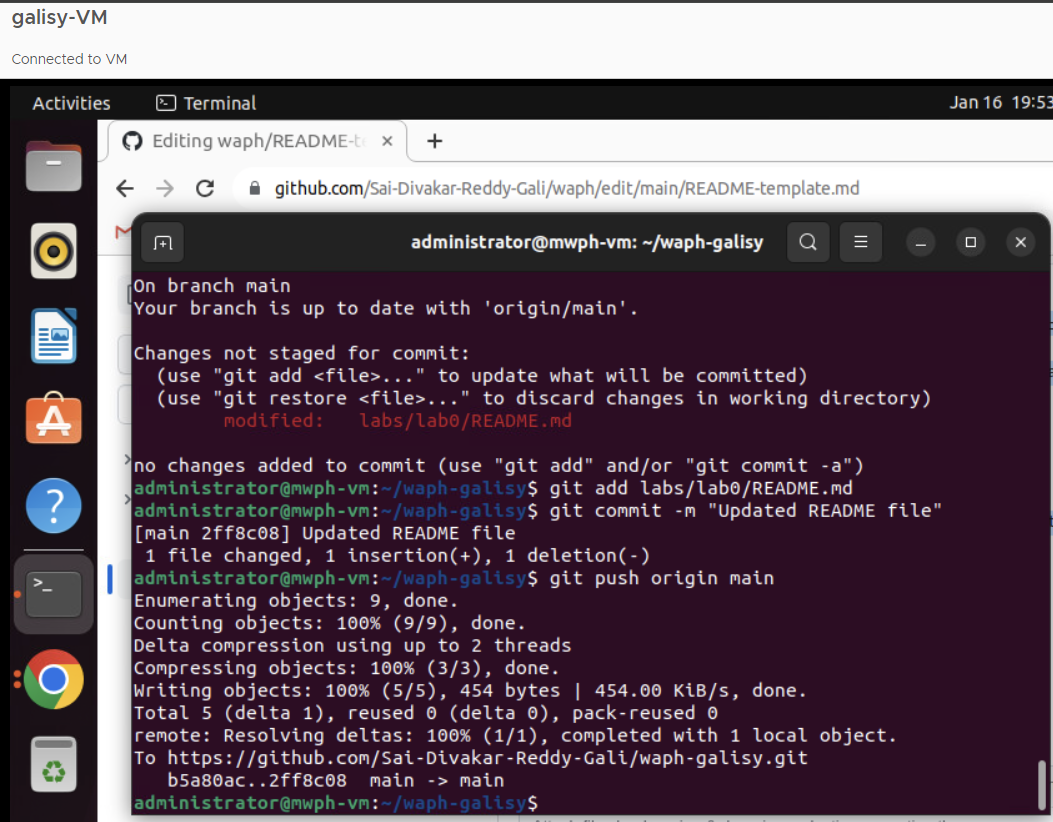 galisy-VM
Connected to VM
Activities
Terminal
Jan 16 19:53
Editing waph/README-te
github.com/Sai-Divakar-Reddy-Gali/waph/edit/main/README-template.md
administrator@mwph-vm: ~/waph-galisy
On branch main
Your branch is up to date with 'origin/main'.
Changes not staged for commit:
(use "git add <file>..." to update what will be committed)
(use "git restore <file>..." to discard changes in working directory)
modified: labs/lab0/README.md
no changes added to commit (use "git add" and/or "git commit -a")
administrator@mwph-vm:~/waph-galisy$ git add labs/lab0/README.md
administrator@mwph-vm:~/waph-galisy$ git commit -m "Updated README file"
[main 2ff8c08] Updated README file
1 file changed, 1 insertion(+), 1 deletion(-)
administrator@mwph-vm:~/waph-galisy$ git push origin main
Enumerating objects: 9, done.
Counting objects: 100% (9/9), done.
Delta compression using up to 2 threads
Compressing objects: 100% (3/3), done.
Writing objects: 100% (5/5), 454 bytes | 454.00 KiB/s, done.
Total 5 (delta 1), reused 0 (delta 0), pack-reused 0
remote: Resolving deltas: 100% (1/1), completed with 1 local object.
To https://github.com/Sai-Divakar-Reddy-Gali/waph-galisy.git
b5a80ac..2ff8c08 main -> main
administrator@mwph-vm:~/waph-galisy$